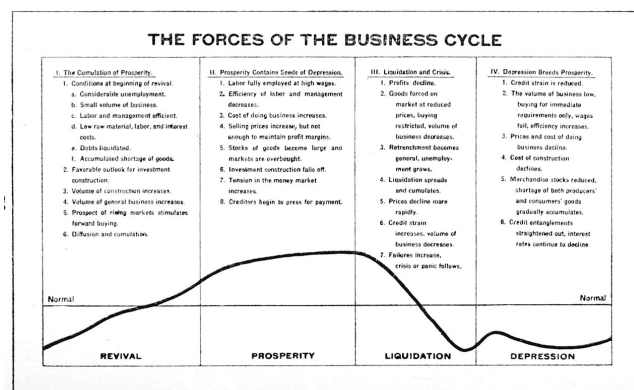 THE FORCES OF THE BUSINESS CYCLE
I. The Cumulation of Prosperity.
1. Conditions at beginning of revival.
a. Considerable unemployment.
b. Small volume of business.
c. Labor and management efficient.
d. Low raw material, labor, and interest
costs.
e. Debts liquidated.
f. Accumulated shortage of goods.
2. Favorable outlook for investment
construction.
3. Volume of construction increases.
4. Volume of general business increases.
5. Prospect of rising markets stimulates
forward buying.
6. Diffusion and cumulation.
II. Prosperity Contains Seeds of Depression.
1. Labor fully employed at high wages.
2. Efficiency of labor and management
decreases.
3. Cost of doing business increases.
4. Selling prices increase, but not
enough to maintain profit margins.
5. Stocks of goods become large and
markets are overbought.
6. Investment construction falls off.
7. Tension in the money market
increases.
8. Creditors begin to press for payment.
III. Liquidation and Crisis.
1. Profits decline.
2. Goods forced on
market at reduced
prices, buying
restricted, volume of
business decreases.
3. Retrenchment becomes
general, unemploy-
ment grows.
4. Liquidation spreads
and cumulates.
5. Prices decline more
rapidly.
6. Credit strain
increases, volume of
business decreases.
7. Failures increase,
crisis or panic follows.
IV. Depression Breeds Prosperity.
1. Credit strain is reduced.
2. The volume of business low,
buying for immediate
requirements only, wages
fall, efficiency increases.
3. Prices and cost of doing
business decline.
4. Cost of construction
declines.
5. Merchandise stocks reduced,
shortage of both producers'
and consumers' goods
gradually accumulates.
6. Credit entanglements
straightened out, interest
rates continue to decline
Normal
Normal
REVIVAL
PROSPERITY
LIQUIDATION
DEPRESSION